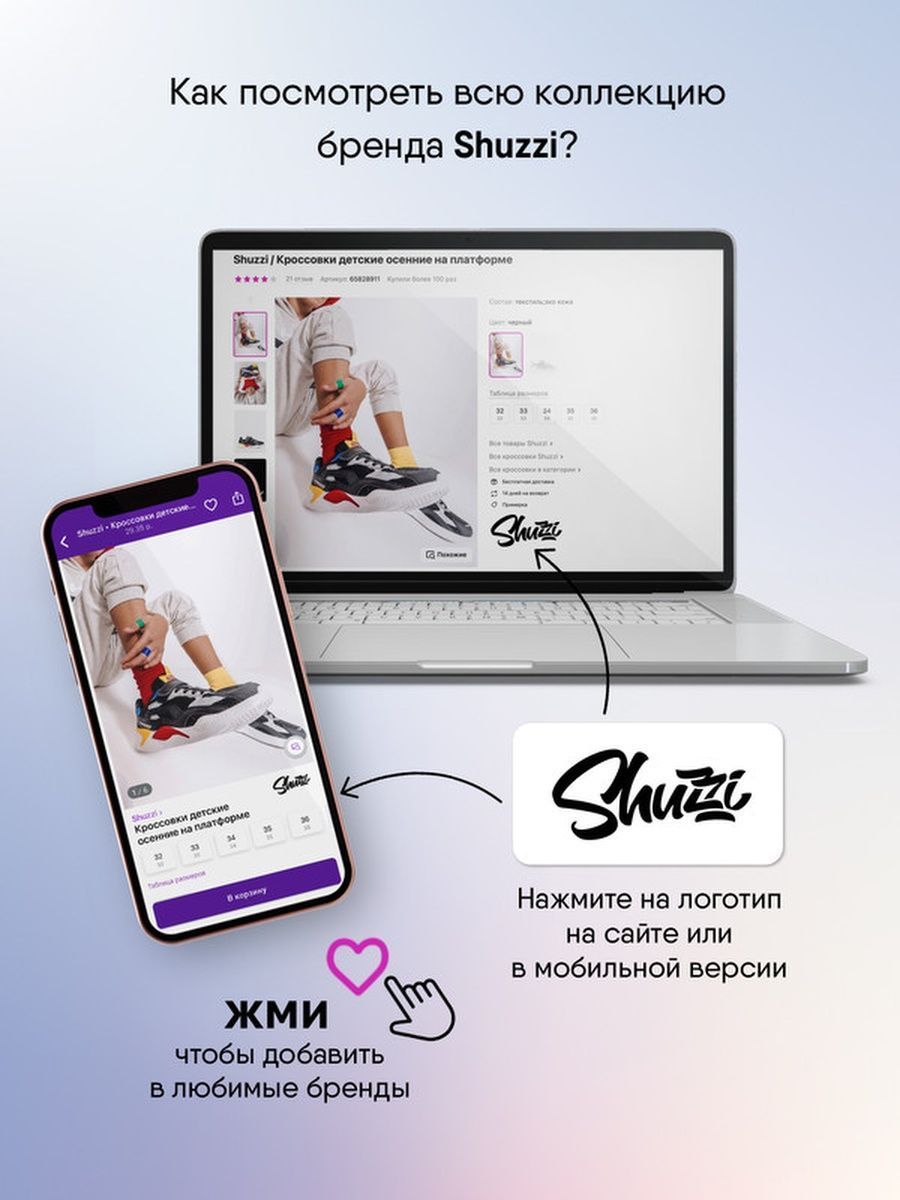 Как посмотреть всю коллекцию
бренда Shuzzi?
Shuzzi / Кроссовки детские осенние на платформе
21 отзыв Артикул: 65828911 Купили более 100 раз
Состав: текстиль;эко кожа
Цвет: черный
Таблица размеров
32 33 34 35 36
Все товары Shuzzi >
Все кроссовки Shuzzi >
Все кроссовки в категории >
Бесплатная доставка
14 дней на возврат
Примерка
Похожие
Shuzzi
Shuzzi • Кроссовки детские...
29.35 р.
1 / 6
Shuzzi
Shuzzi >
Кроссовки детские
осенние на платформе
32 33 34 35 36
Таблица размеров
В корзину
Shuzzi
Нажмите на логотип
на сайте или
в мобильной версии
ЖМИ
чтобы добавить
в любимые бренды